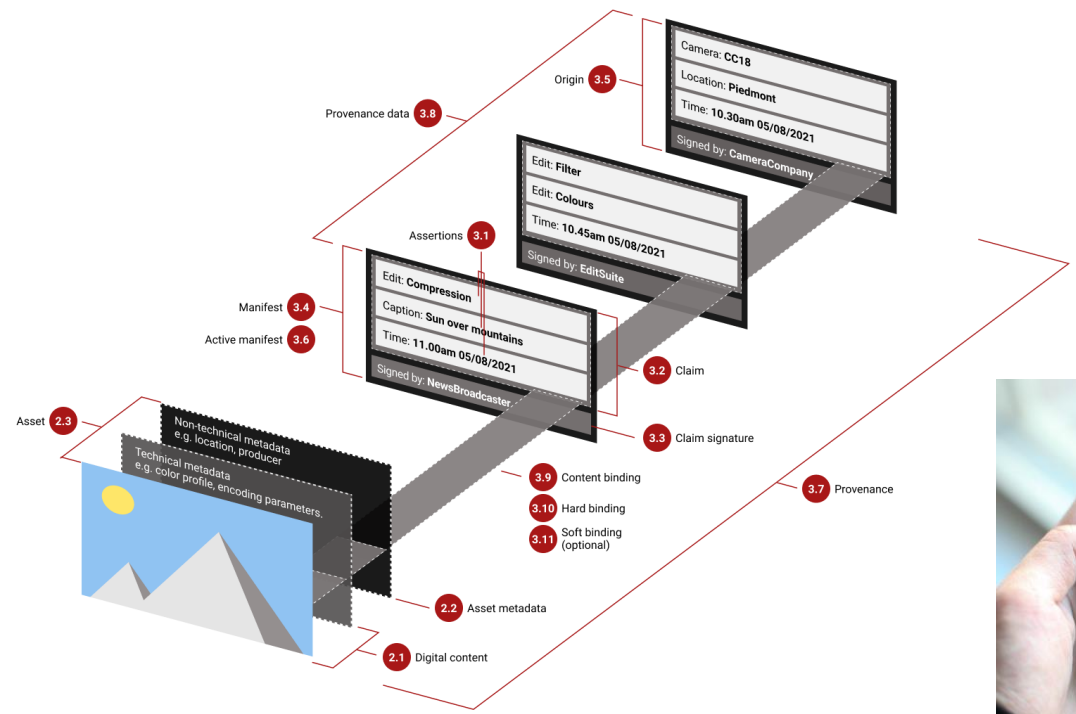 Camera: CC18
Location: Piedmont
Time: 10.30am 05/08/2021
Signed by: CameraCompany
Origin 3.5
Provenance data 3.8
Edit: Filter
Edit: Colours
Time: 10.45am 05/08/2021
Signed by: EditSuite
Assertions 3.1
Edit: Compression
Caption: Sun over mountains
Time: 11.00am 05/08/2021
Signed by: NewsBroadcaster
Manifest 3.4
Active manifest 3.6
3.2 Claim
3.3 Claim signature
Asset 2.3
Non-technical metadata
e.g. location, producer
Technical metadata
e.g. color profile, encoding parameters.
3.9 Content binding
3.10 Hard binding
3.11 Soft binding
(optional)
3.7 Provenance
2.2 Asset metadata
2.1 Digital content